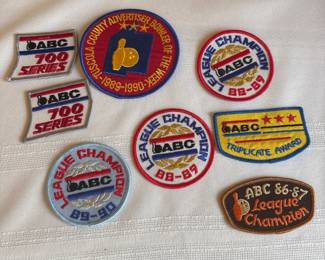 ABC
700
SERIES
TUSCOLA COUNTY ADVERTISER BOWLER OF THE WEEK
1989-1990
LEAGUE CHAMPION
ABC
88-89
ABC
700
SERIES
LEAGUE CHAMPION
ABC
89-90
LEAGUE CHAMPION
ABC
88-89
ABC
TRIPLICATE AWARD
ABC 86-87
League
Champion